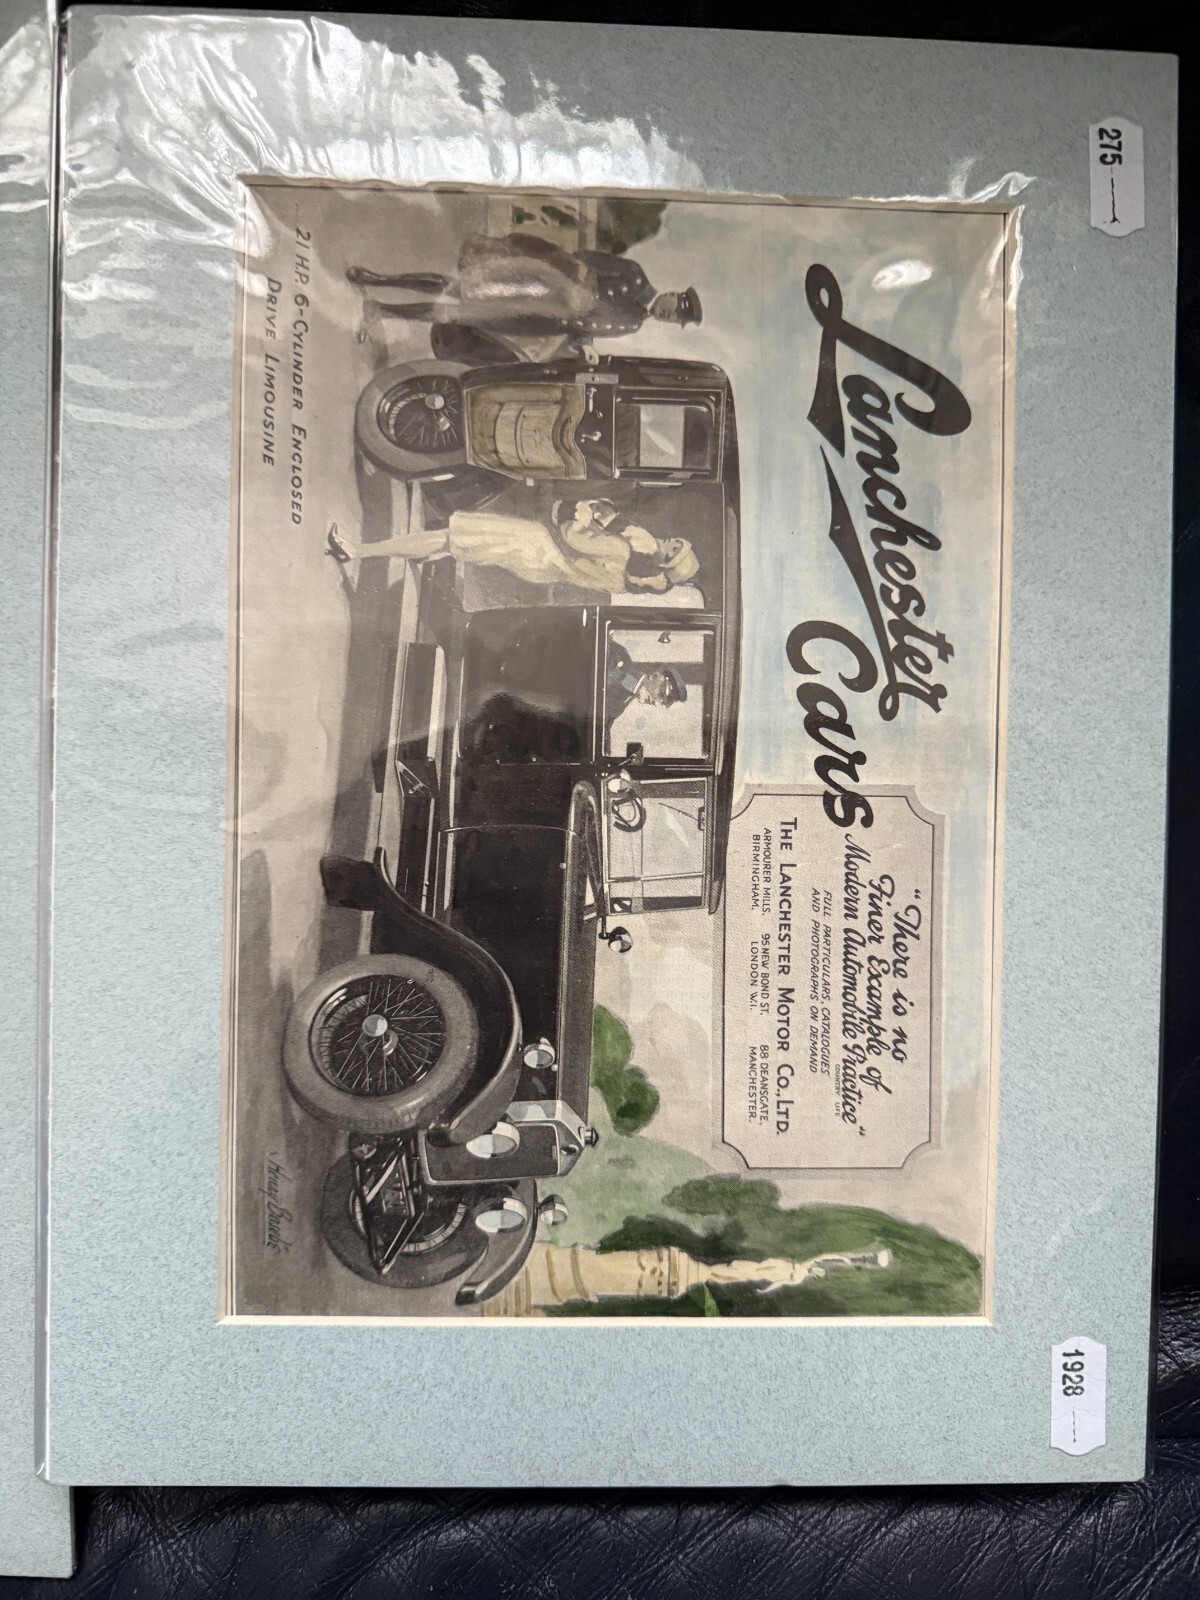 275
Lanchester
Cars
"There is no
Finer Example of
Modern Automobile Practice"
COUNTRY LIFE
FULL PARTICULARS, CATALOGUES
AND PHOTOGRAPHS ON DEMAND
THE LANCHESTER MOTOR CO., LTD.
ARMOURER MILLS, 95 NEW BOND ST. 88 DEANSGATE,
BIRMINGHAM. LONDON W.1. MANCHESTER.
21 H.P. 6-CYLINDER ENCLOSED
DRIVE LIMOUSINE
1928